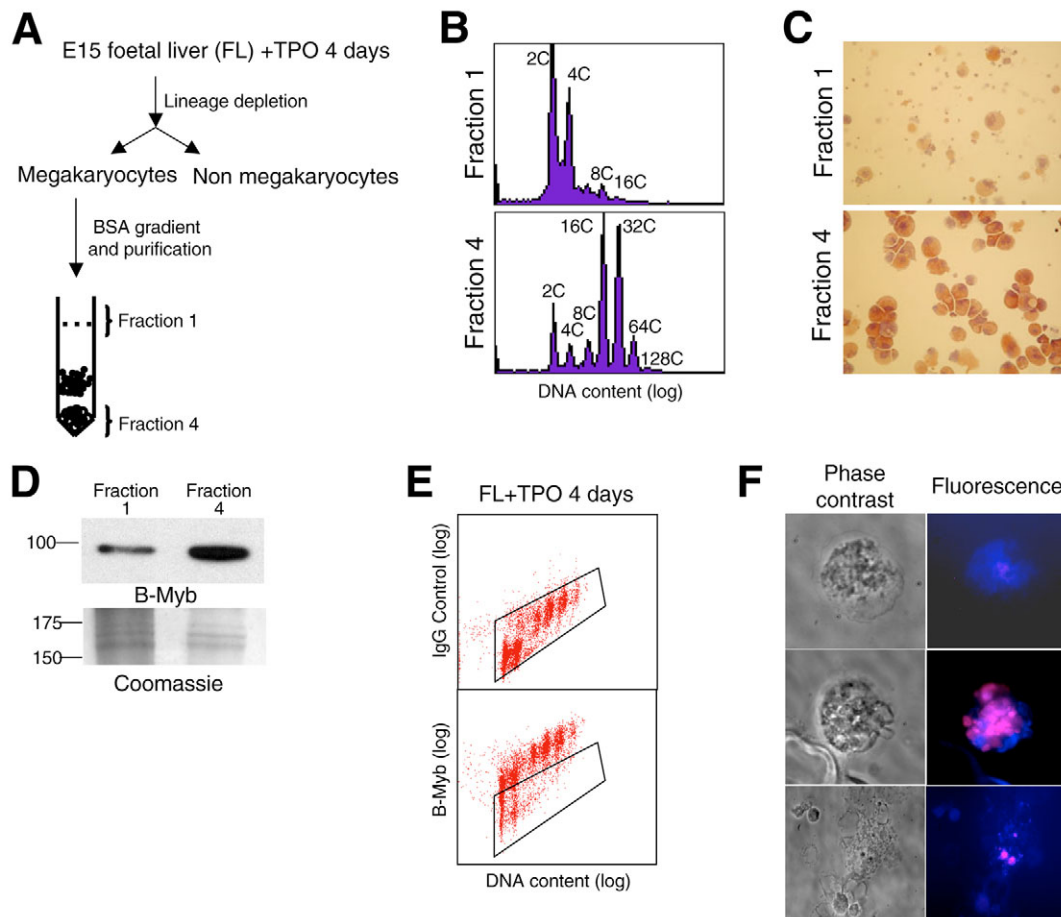 A
E15 foetal liver (FL) +TPO 4 days
Lineage depletion
Megakaryocytes
Non megakaryocytes
BSA gradient
and purification
Fraction 1
Fraction 4
B
Fraction 1
2C
4C
8C
16C
Fraction 4
2C
4C
8C
16C
32C
64C
128C
DNA content (log)
C
Fraction 1
Fraction 4
D
Fraction
1
Fraction
4
100
B-Myb
175
150
Coomassie
E
FL+TPO 4 days
IgG Control (log)
B-Myb (log)
DNA content (log)
F
Phase
contrast
Fluorescence